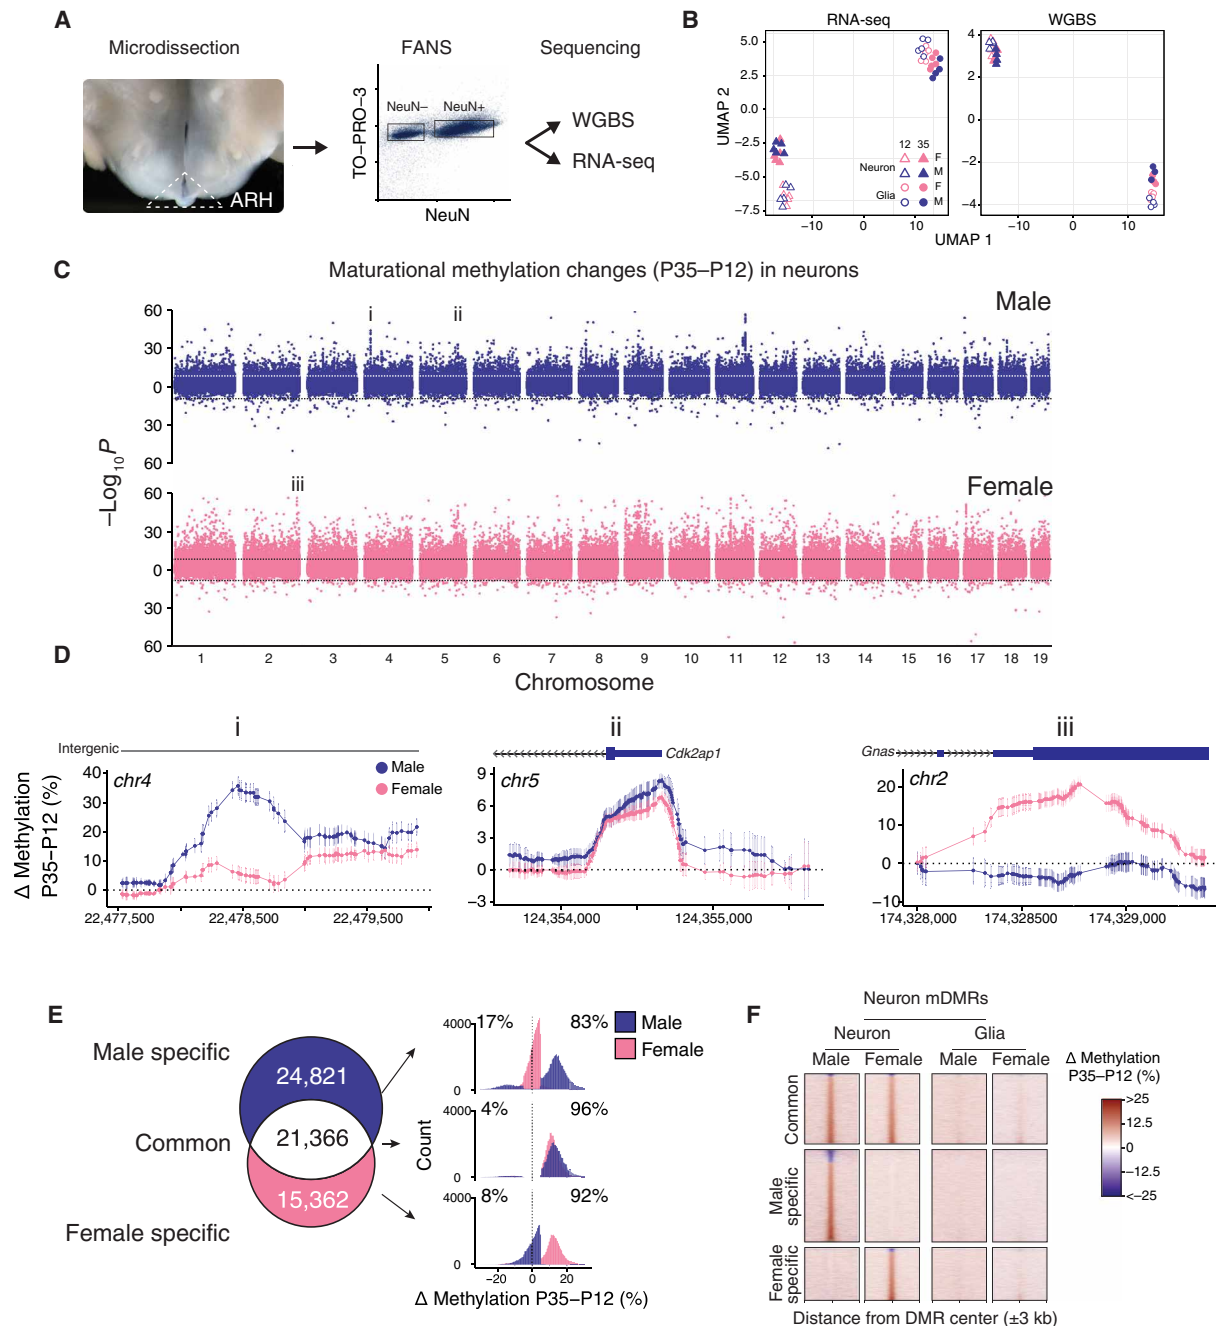 A
Microdissection
FANS
Sequencing
ARH
TO–PRO–3
NeuN–
NeuN+
NeuN
WGBS
RNA-seq
B
RNA-seq
WGBS
UMAP 2
5.0
2.5
0.0
−2.5
−5.0
−7.5
12 35
Neuron
F
M
Glia
F
M
4
2
0
−2
−4
−10
0
10
−10
0
10
UMAP 1
C
Maturational methylation changes (P35–P12) in neurons
Male
i
ii
60
30
0
30
60
–Log10P
Female
iii
60
30
0
30
60
1 2 3 4 5 6 7 8 9 10 11 12 13 14 15 16 17 18 19
Chromosome
D
i
Intergenic
chr4
Male
Female
Δ Methylation
P35–P12 (%)
40
30
20
10
0
22,477,500
22,478,500
22,479,500
ii
Cdk2ap1
chr5
9
6
3
0
−3
124,354,000
124,355,000
iii
Gnas
chr2
20
10
0
−10
174,328,000
174,328500
174,329,000
E
Male specific
24,821
Common
21,366
15,362
Female specific
Count
4000
0
17%
83%
Male
Female
4000
0
4%
96%
4000
0
8%
92%
−20
0
20
Δ Methylation P35–P12 (%)
F
Neuron mDMRs
Neuron
Glia
Male
Female
Male
Female
Common
Male
specific
Female
specific
Distance from DMR center (±3 kb)
Δ Methylation
P35–P12 (%)
>25
12.5
0
−12.5
<−25